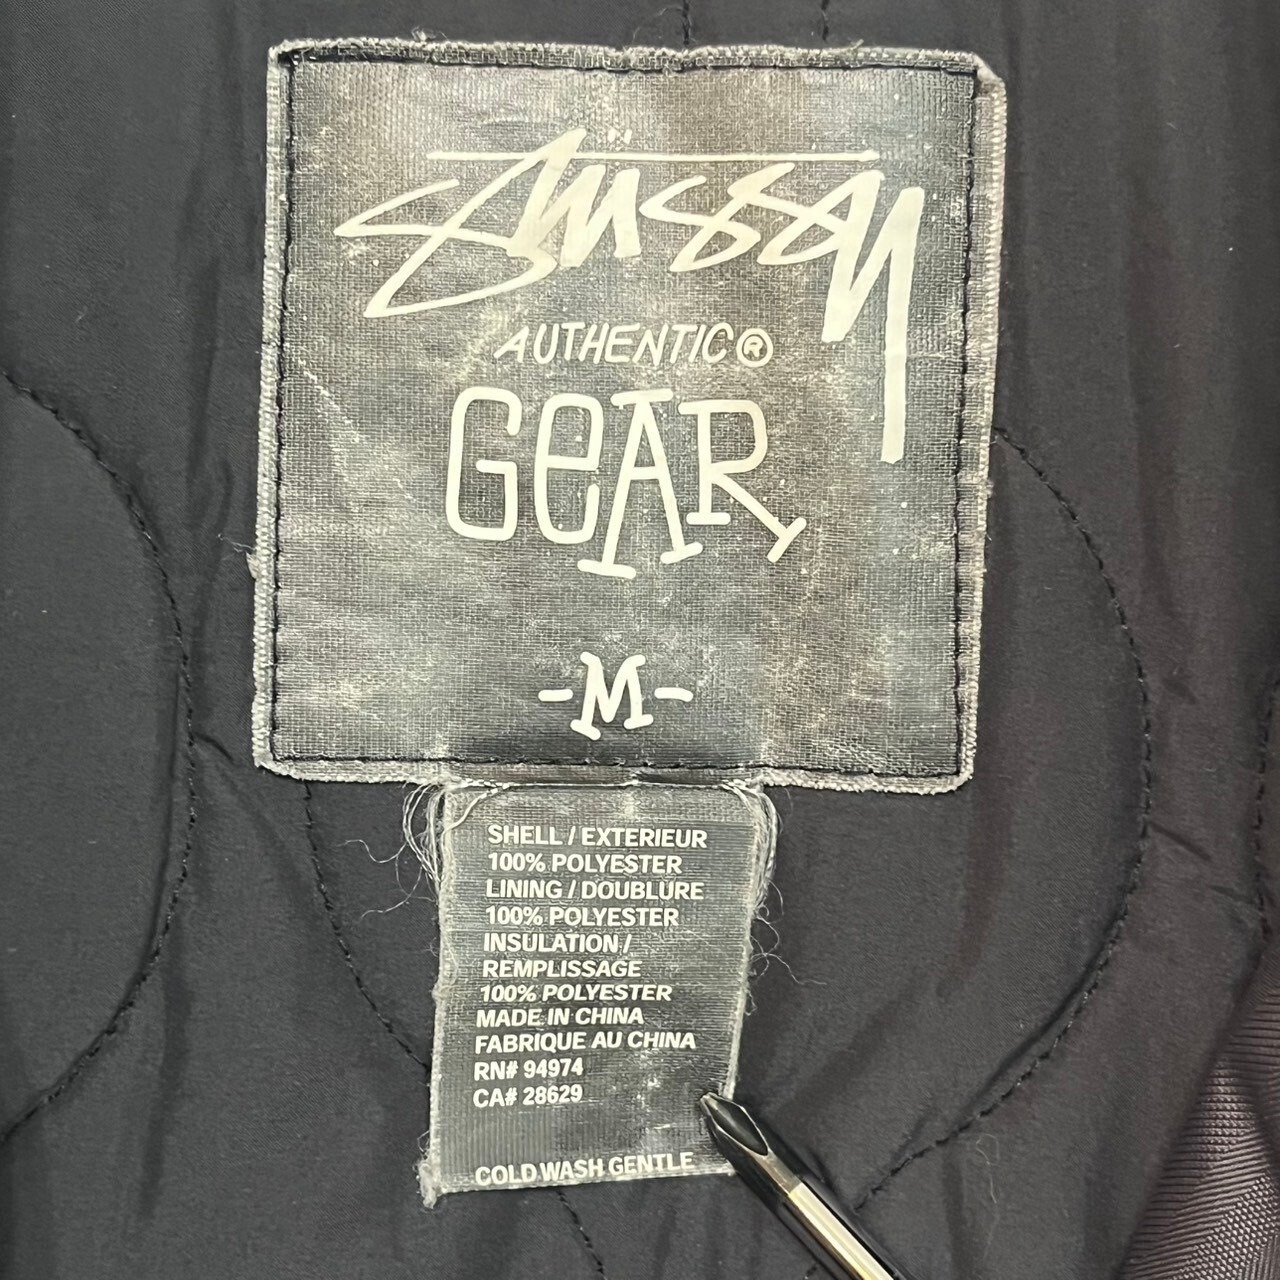 Stüssy
AUTHENTIC®
GEAR
-M-
SHELL / EXTERIEUR
100% POLYESTER
LINING / DOUBLURE
100% POLYESTER
INSULATION /
REMPLISSAGE
100% POLYESTER
MADE IN CHINA
FABRIQUE AU CHINA
RN# 94974
CA# 28629
COLD WASH GENTLE